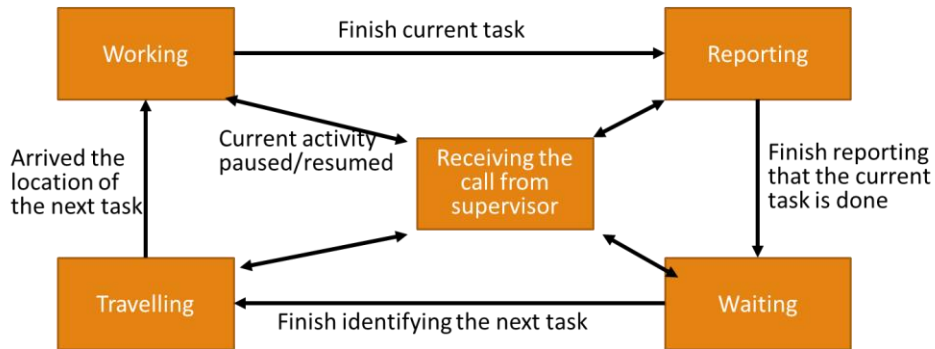 Working
Finish current task
Reporting
Current activity
paused/resumed
Receiving the
call from
supervisor
Arrived the
location of
the next task
Finish reporting
that the current
task is done
Travelling
Finish identifying the next task
Waiting